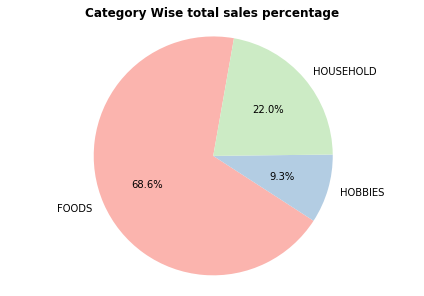 Category Wise total sales percentage
HOUSEHOLD
22.0%
9.3%
68.6%
HOBBIES
FOODS